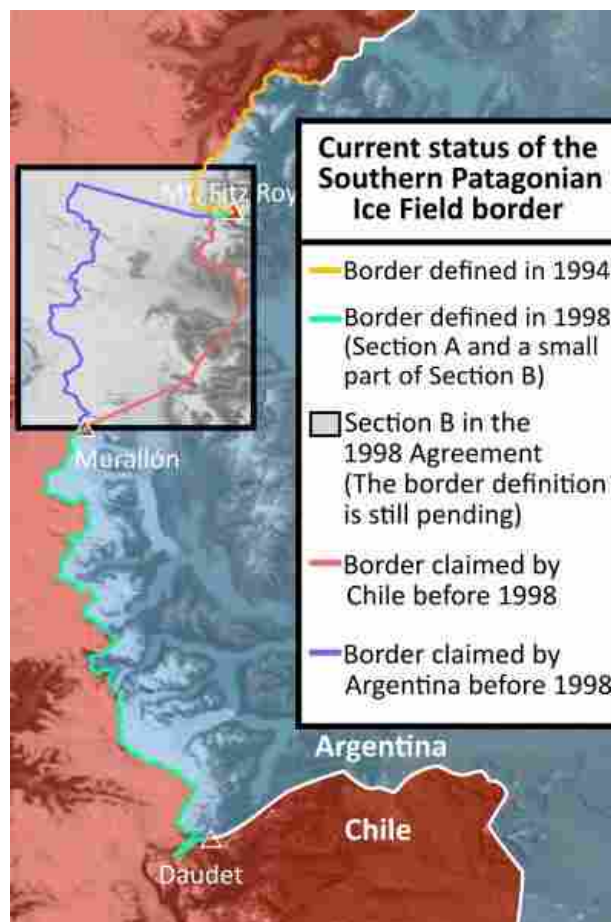 Mt. Fitz Roy
Current status of the
Southern Patagonian
Ice Field border
Border defined in 1994
Border defined in 1998
(Section A and a small
part of Section B)
Section B in the
1998 Agreement
(The border definition
is still pending)
Border claimed by
Chile before 1998
Border claimed by
Argentina before 1998
Murallón
Argentina
Chile
Daudet